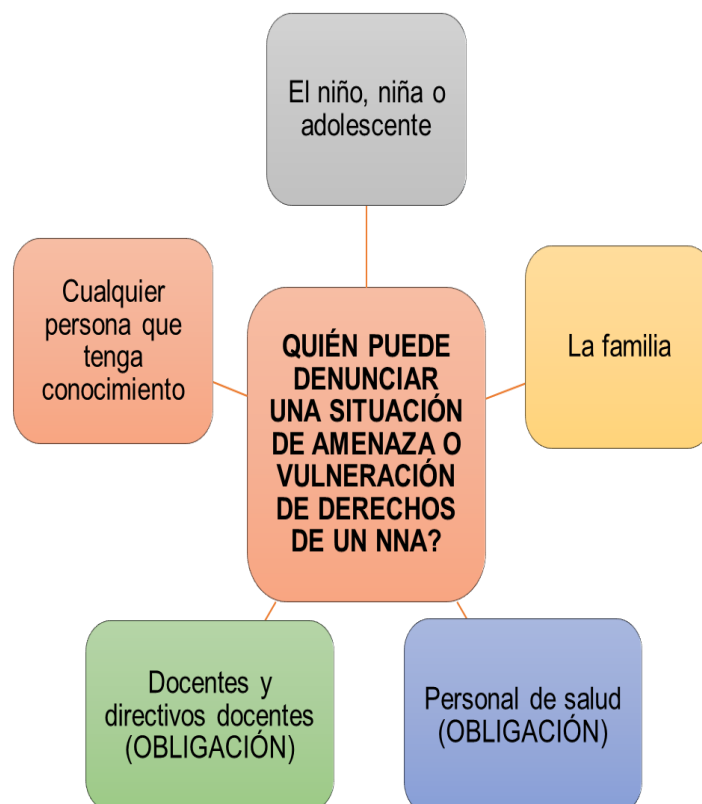 El niño, niña o
adolescente
Cualquier
persona que
tenga
conocimiento
QUIÉN PUEDE
DENUNCIAR
UNA SITUACIÓN
DE AMENAZA O
VULNERACIÓN
DE DERECHOS
DE UN NNA?
La familia
Docentes y
directivos docentes
(OBLIGACIÓN)
Personal de salud
(OBLIGACIÓN)